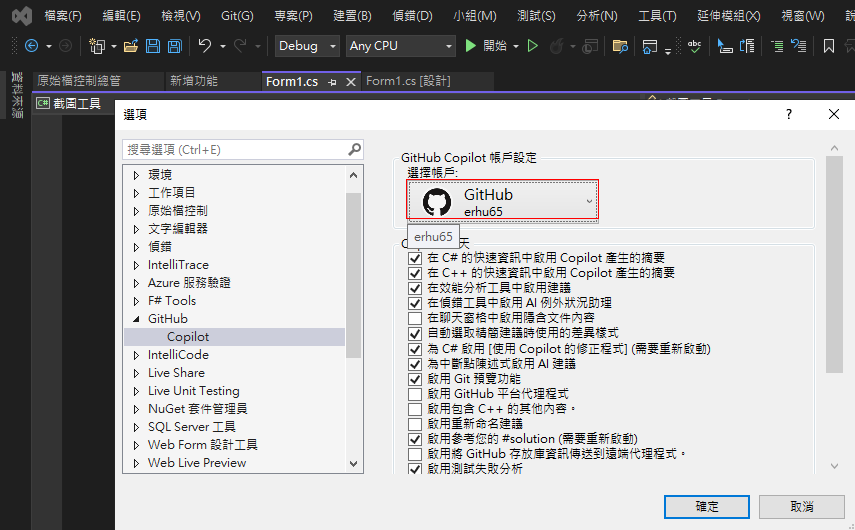 檔案(F) 編輯(E) 檢視(V) Git(G) 專案(P) 建置(B) 偵錯(D) 小組(M) 測試(S) 分析(N) 工具(T) 延伸模組(X) 視窗(W)
Debug Any CPU 開始
資料來源
原始檔控制總管 新增功能 Form1.cs Form1.cs [設計]
C# 截圖工具
選項
搜尋選項 (Ctrl+E)
環境
工作項目
原始檔控制
文字編輯器
偵錯
IntelliTrace
Azure 服務驗證
F# Tools
GitHub
Copilot
IntelliCode
Live Share
Live Unit Testing
NuGet 套件管理員
SQL Server 工具
Web Form 設計工具
Web Live Preview
GitHub Copilot 帳戶設定
選擇帳戶:
GitHub
erhu65
erhu65
天
在 C# 的快速資訊中啟用 Copilot 產生的摘要
在 C++ 的快速資訊中啟用 Copilot 產生的摘要
在效能分析工具中啟用建議
在偵錯工具中啟用 AI 例外狀況助理
在聊天窗格中啟用隱含文件內容
自動選取精簡建議時使用的差異樣式
為 C# 啟用 [使用 Copilot 的修正程式] (需要重新啟動)
為中斷點陳述式啟用 AI 建議
啟用 Git 預覽功能
啟用 GitHub 平台代理程式
啟用包含 C++ 的其他內容。
啟用重新命名建議
啟用參考您的 #solution (需要重新啟動)
啟用將 GitHub 存放庫資訊傳送到遠端代理程式。
啟用測試失敗分析
確定 取消